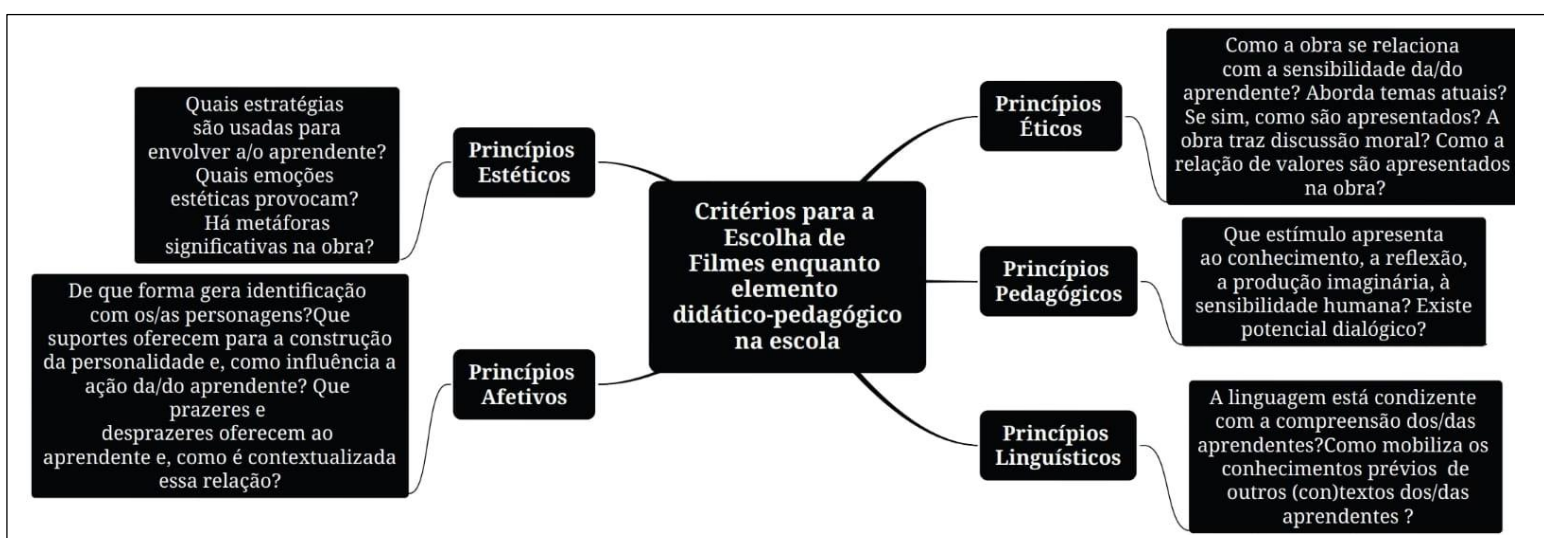 Critérios para a
Escolha de
Filmes enquanto
elemento
didático-pedagógico
na escola
Princípios
Estéticos
Quais estratégias
são usadas para
envolver a/o aprendente?
Quais emoções
estéticas provocam?
Há metáforas
significativas na obra?
Princípios
Afetivos
De que forma gera identificação
com os/as personagens?Que
suportes oferecem para a construção
da personalidade e, como influência a
ação da/do aprendente? Que
prazeres e
desprazeres oferecem ao
aprendente e, como é contextualizada
essa relação?
Princípios
Éticos
Como a obra se relaciona
com a sensibilidade da/do
aprendente? Aborda temas atuais?
Se sim, como são apresentados? A
obra traz discussão moral? Como a
relação de valores são apresentados
na obra?
Princípios
Pedagógicos
Que estímulo apresenta
ao conhecimento, a reflexão,
a produção imaginária, à
sensibilidade humana? Existe
potencial dialógico?
Princípios
Linguísticos
A linguagem está condizente
com a compreensão dos/das
aprendentes?Como mobiliza os
conhecimentos prévios de
outros (con)textos dos/das
aprendentes ?